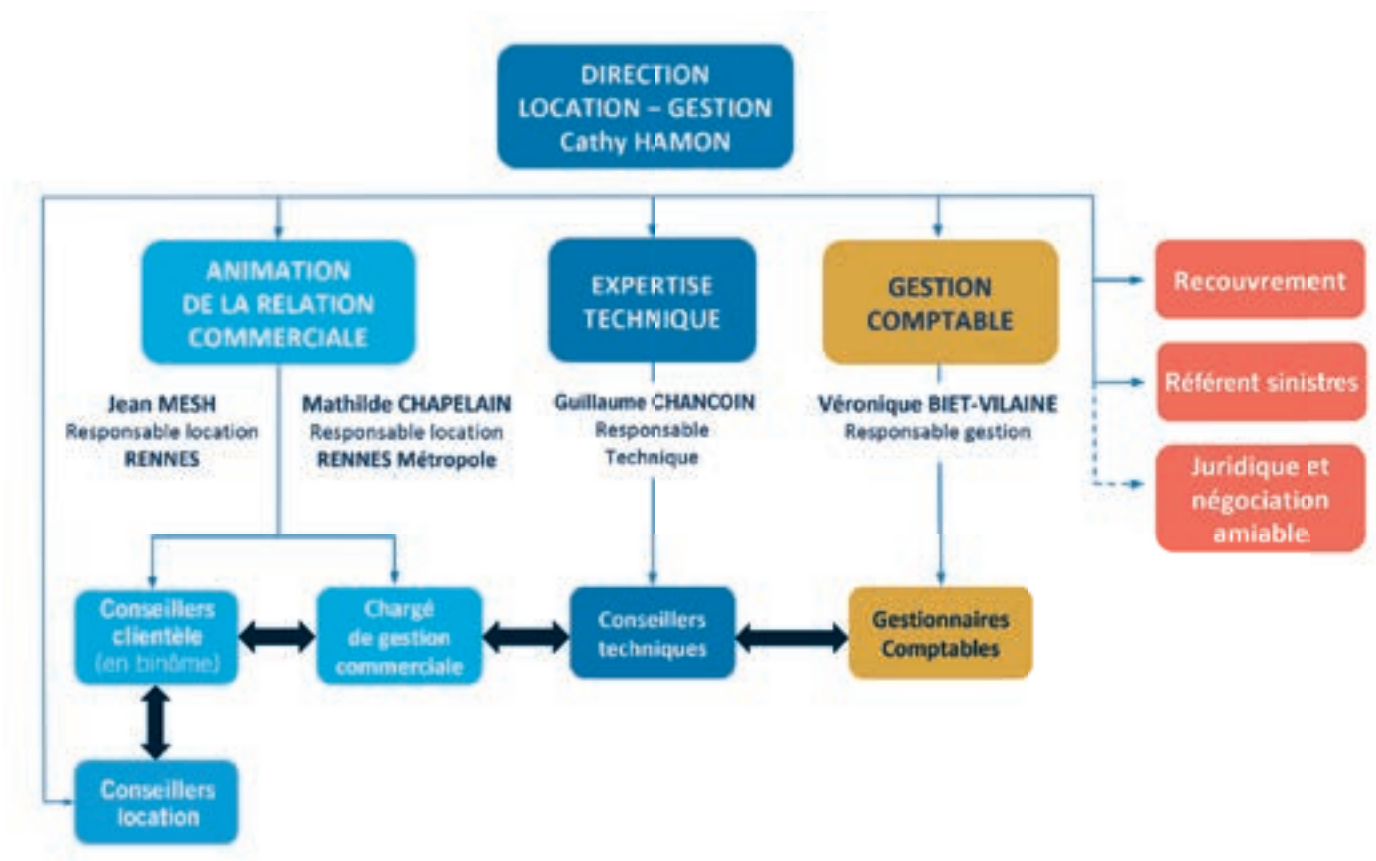 DIRECTION
LOCATION – GESTION
Cathy HAMON
ANIMATION
DE LA RELATION
COMMERCIALE
EXPERTISE
TECHNIQUE
GESTION
COMPTABLE
Recouvrement
Référent sinistres
Juridique et
négociation
amiable
Jean MESH
Responsable location
RENNES
Mathilde CHAPELAIN
Responsable location
RENNES Métropole
Guillaume CHANCOIN
Responsable
Technique
Véronique BIET-VILAINE
Responsable gestion
Conseillers
clientèle
(en binôme)
Chargé
de gestion
commerciale
Conseillers
techniques
Gestionnaires
Comptables
Conseillers
location